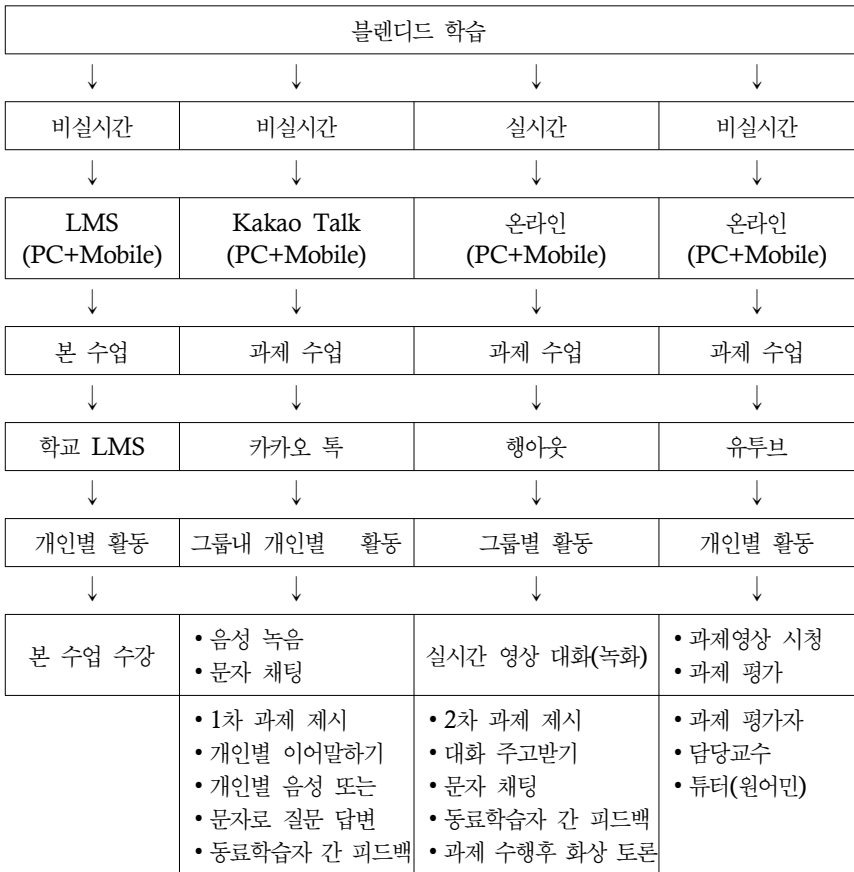 블렌디드 학습
↓ ↓ ↓ ↓
비실시간 비실시간 실시간 비실시간
↓ ↓ ↓ ↓
LMS Kakao Talk 온라인 온라인
(PC+Mobile) (PC+Mobile) (PC+Mobile) (PC+Mobile)
↓ ↓ ↓ ↓
본 수업 과제 수업 과제 수업 과제 수업
↓ ↓ ↓ ↓
학교 LMS 카카오 톡 행아웃 유투브
↓ ↓ ↓ ↓
개인별 활동 그룹내 개인별 활동 그룹별 활동 개인별 활동
↓ ↓ ↓ ↓
본 수업 수강
• 음성 녹음
• 문자 채팅
실시간 영상 대화(녹화)
• 과제영상 시청
• 과제 평가
• 1차 과제 제시
• 개인별 이어말하기
• 개인별 음성 또는
• 문자로 질문 답변
• 동료학습자 간 피드백
• 2차 과제 제시
• 대화 주고받기
• 문자 채팅
• 동료학습자 간 피드백
• 과제 수행후 화상 토론
• 과제 평가자
• 담당교수
• 튜터(원어민)